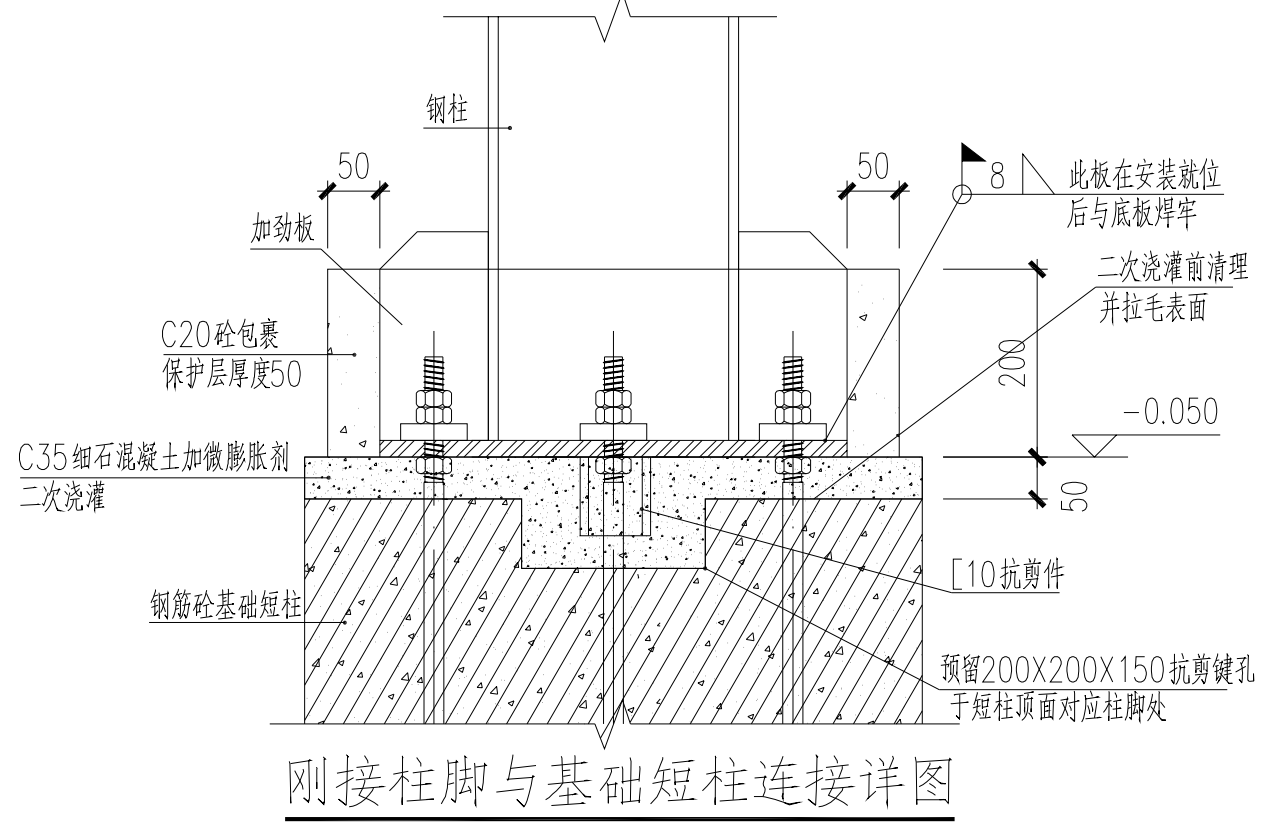 钢柱
50
50
8
此板在安装就位
后与底板焊牢
加劲板
二次浇灌前清理
并拉毛表面
C20砼包裹
保护层厚度50
200
-0.050
C35细石混凝土加微膨胀剂
二次浇灌
50
[10抗剪件
钢筋砼基础短柱
预留200X200X150抗剪键孔
于短柱顶面对应柱脚处
刚接柱脚与基础短柱连接详图